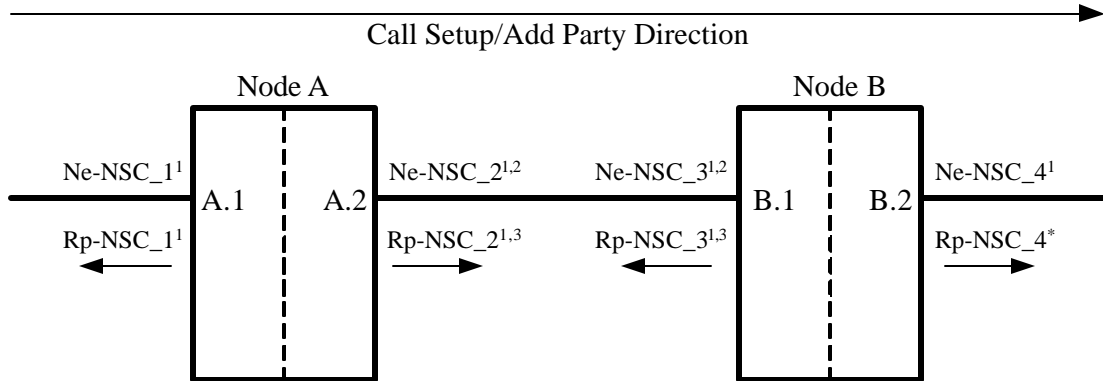 Call Setup/Add Party Direction
Node A Node B
Ne-NSC_1¹ Ne-NSC_2¹,² Ne-NSC_3¹,² Ne-NSC_4¹
A.1 A.2 B.1 B.2
Rp-NSC_1¹ Rp-NSC_2¹,³ Rp-NSC_3¹,³ Rp-NSC_4*